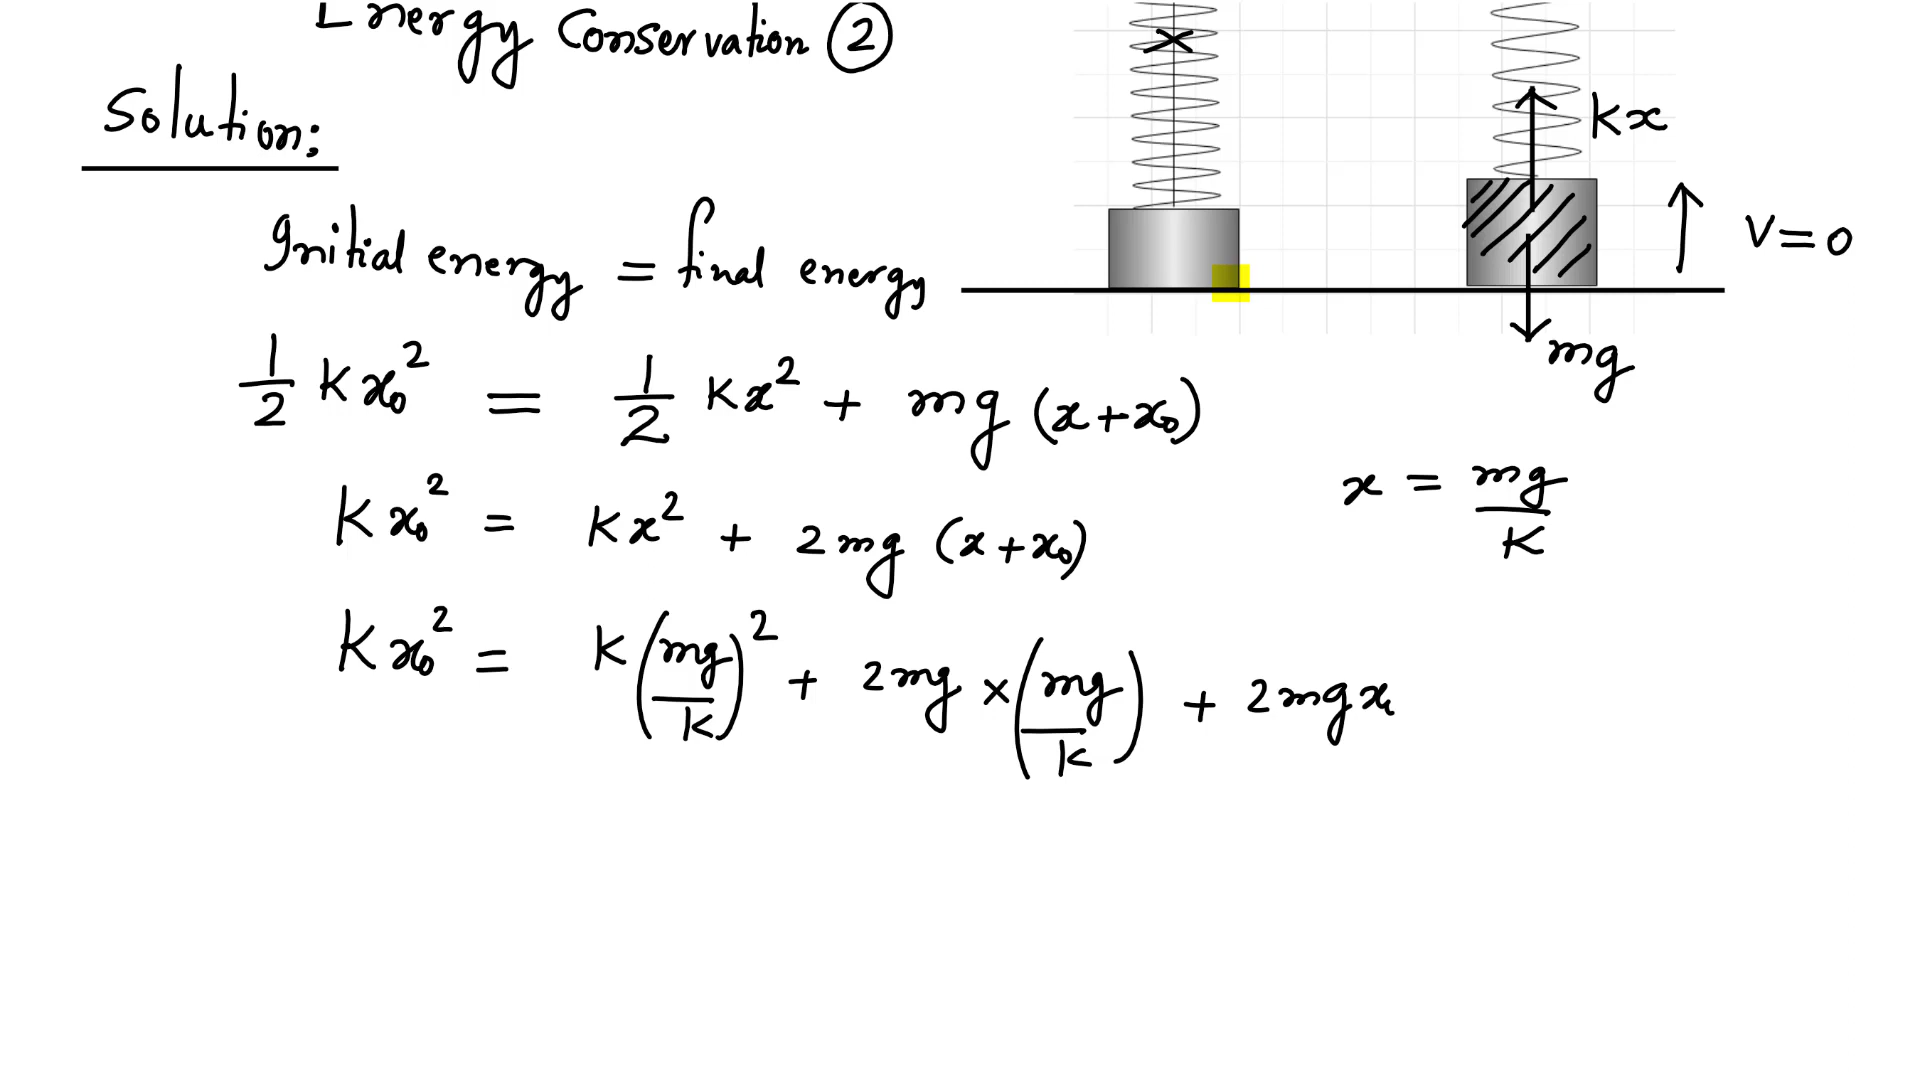 Energy Conservation ②
Solution:
kx
V=0
Initial energy = final energy
mg
1/2 Kx₀² = 1/2 Kx² + mg (x+x₀)
x = mg/K
Kx₀² = Kx² + 2mg (x+x₀)
Kx₀² = K(mg/K)² + 2mg × (mg/K) + 2mgx